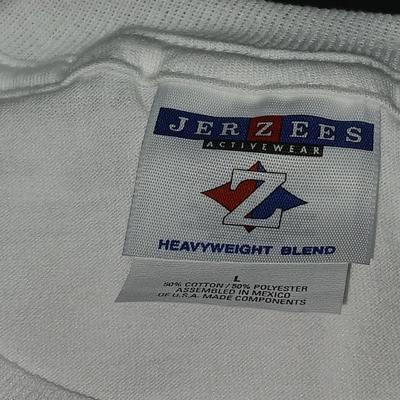 JERZEES
ACTIVEWEAR
Z
HEAVYWEIGHT BLEND
L
50% COTTON / 50% POLYESTER
ASSEMBLED IN MEXICO
OF U.S.A. MADE COMPONENTS